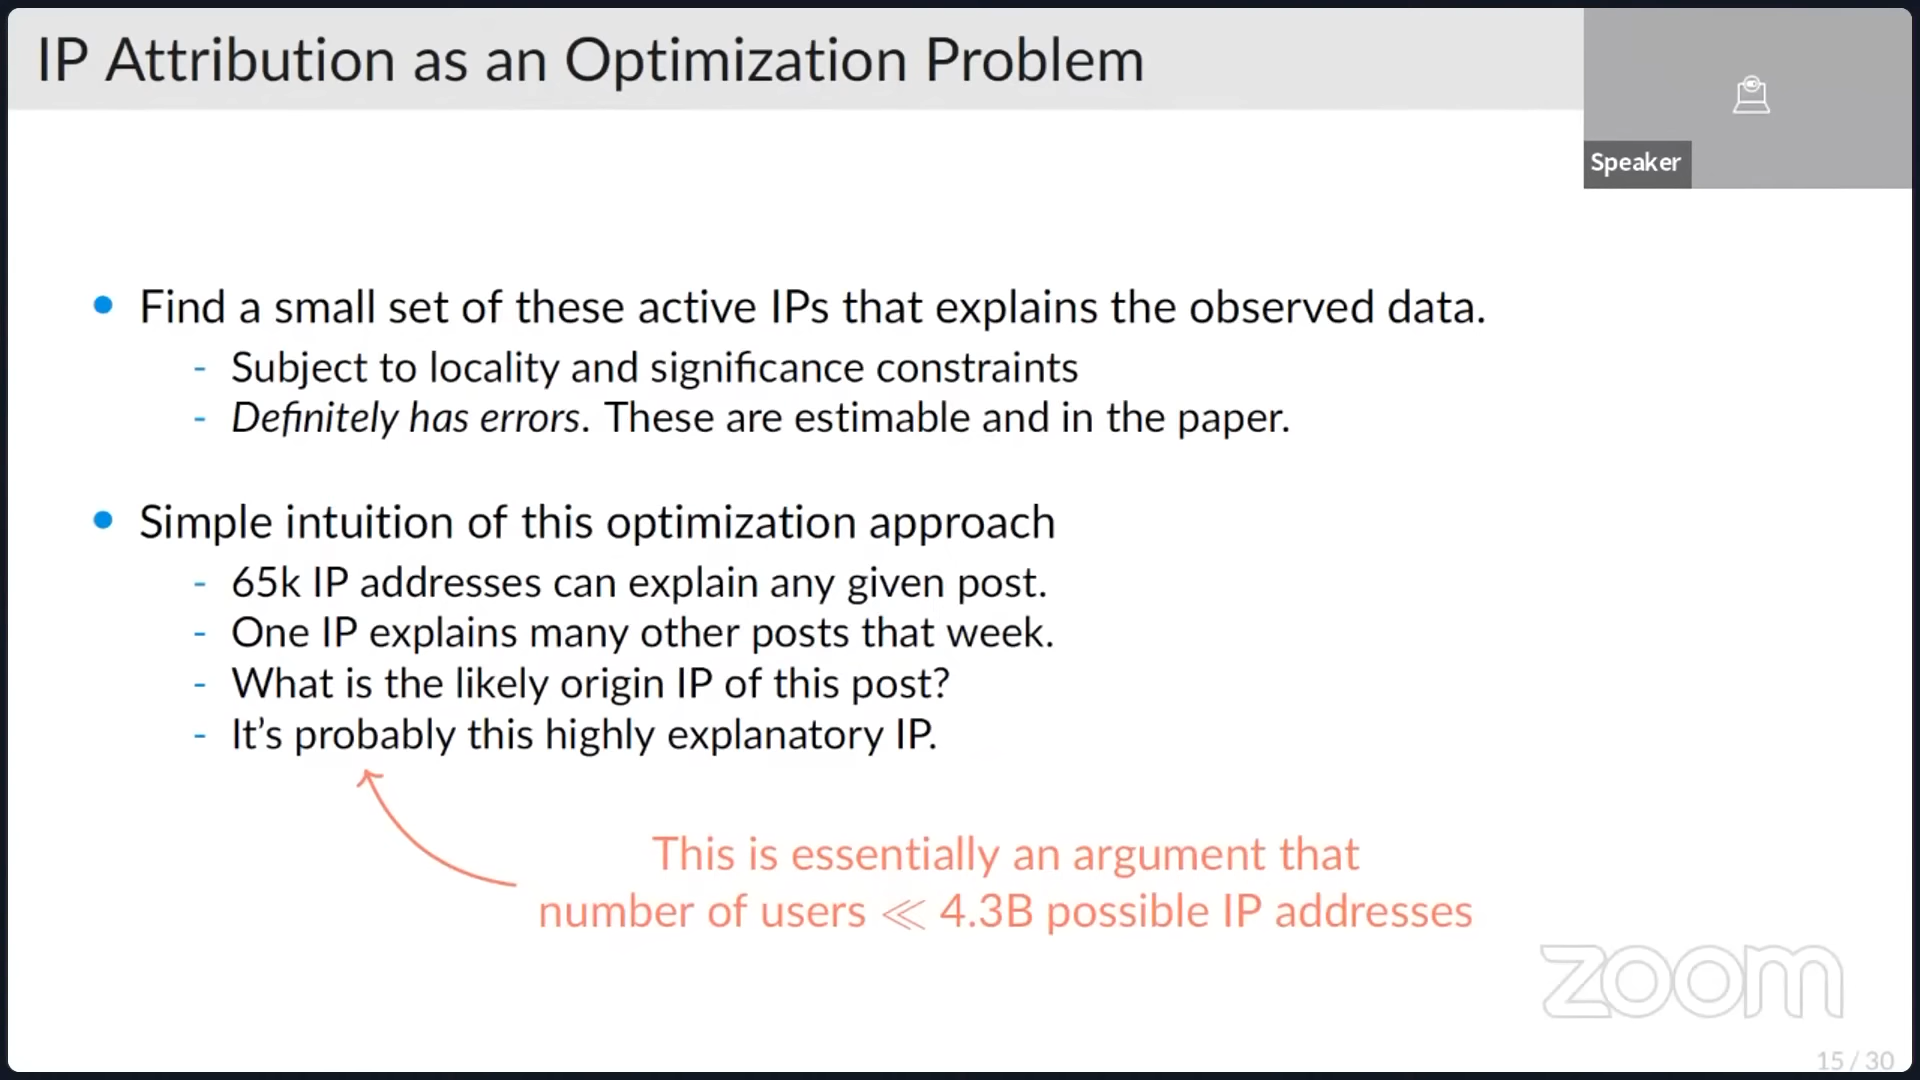 IP Attribution as an Optimization Problem
Speaker
• Find a small set of these active IPs that explains the observed data.
- Subject to locality and significance constraints
- Definitely has errors. These are estimable and in the paper.
• Simple intuition of this optimization approach
- 65k IP addresses can explain any given post.
- One IP explains many other posts that week.
- What is the likely origin IP of this post?
- It's probably this highly explanatory IP.
This is essentially an argument that
number of users ≪ 4.3B possible IP addresses
zoom
15 / 30